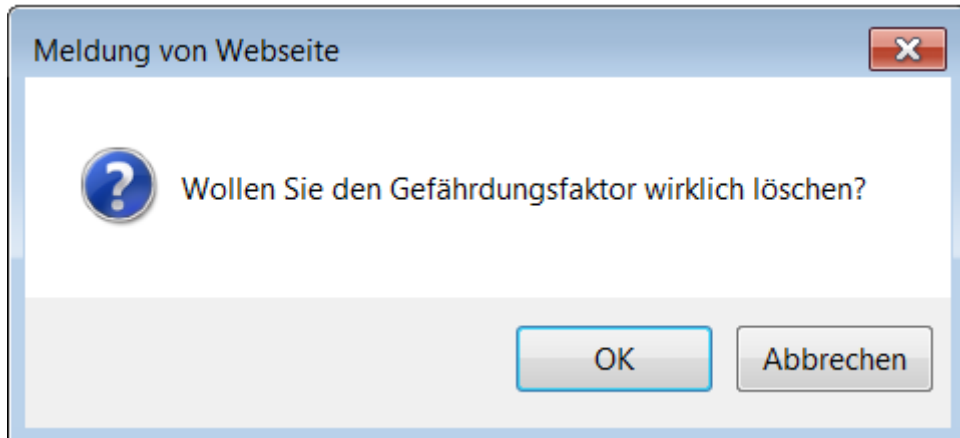 Meldung von Webseite
Wollen Sie den Gefährdungsfaktor wirklich löschen?
OK
Abbrechen